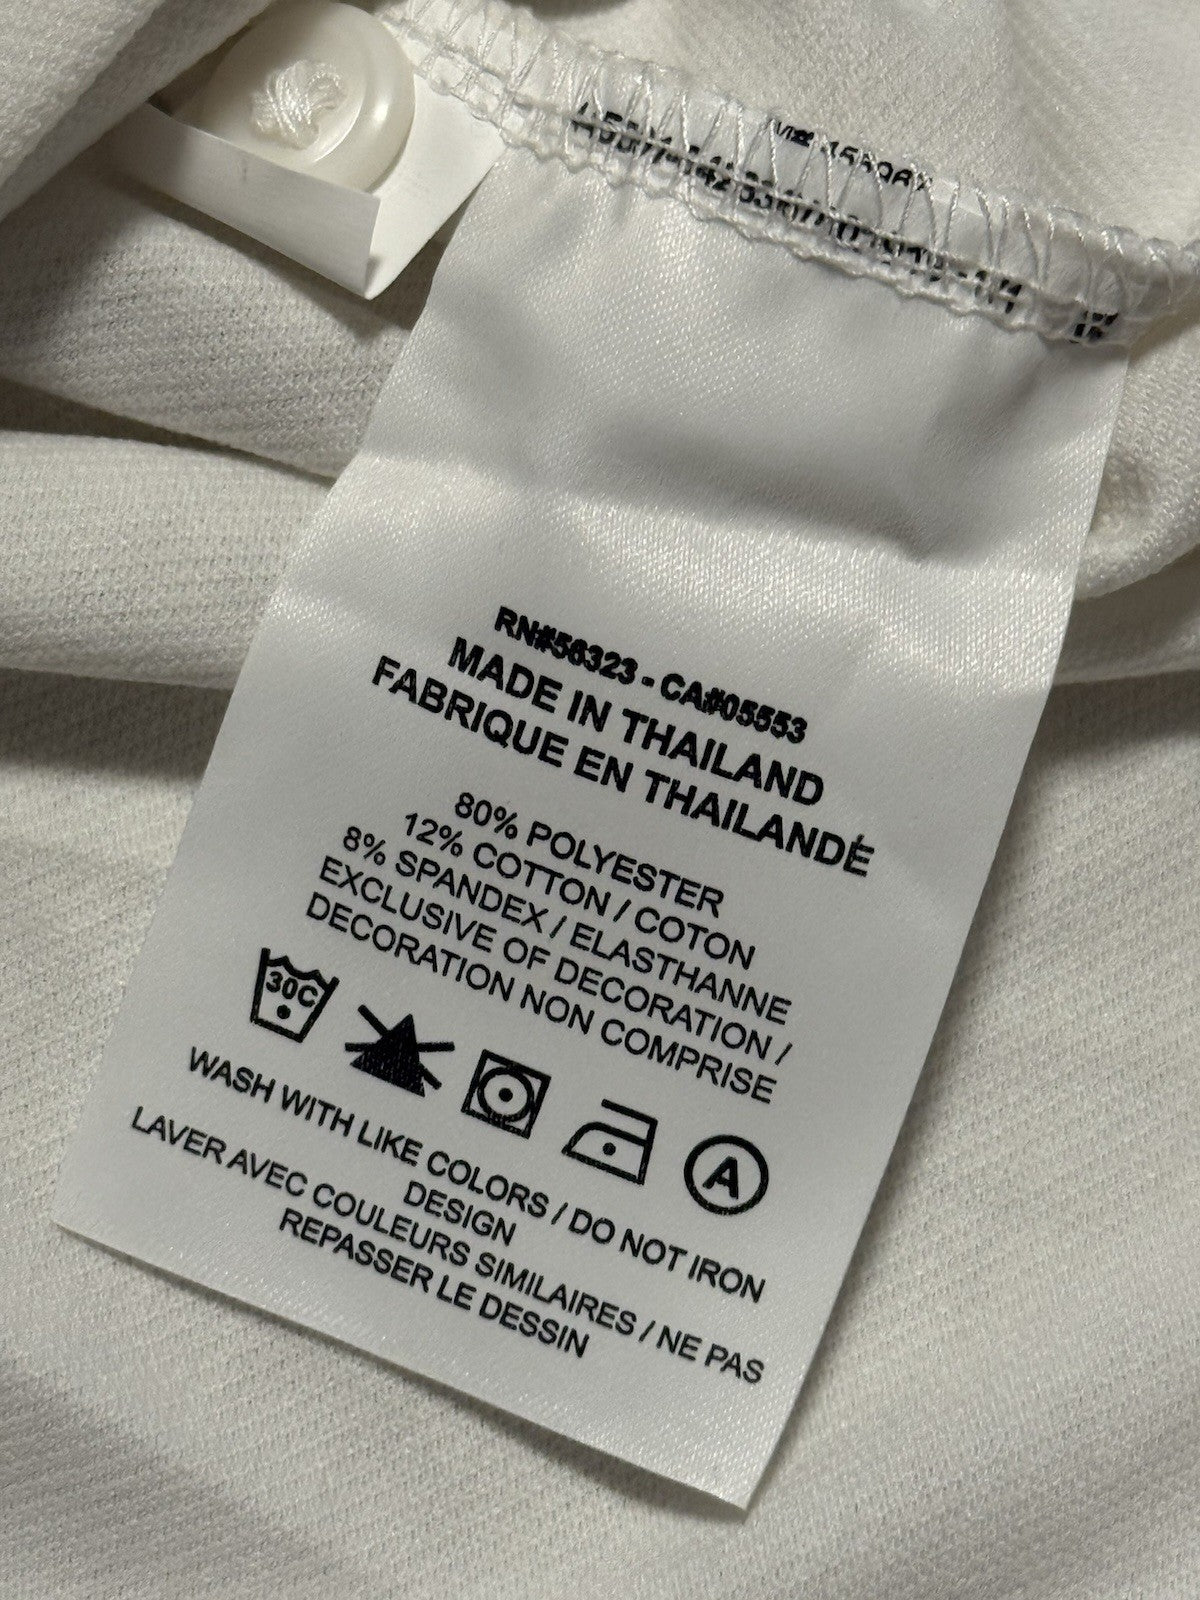 RN#56323 - CA#05553
MADE IN THAILAND
FABRIQUE EN THAILANDÉ
80% POLYESTER
12% COTTON / COTON
8% SPANDEX / ELASTHANNE
EXCLUSIVE OF DECORATION /
DECORATION NON COMPRISE
30C
A
WASH WITH LIKE COLORS / DO NOT IRON
DESIGN
LAVER AVEC COULEURS SIMILAIRES / NE PAS
REPASSER LE DESSIN